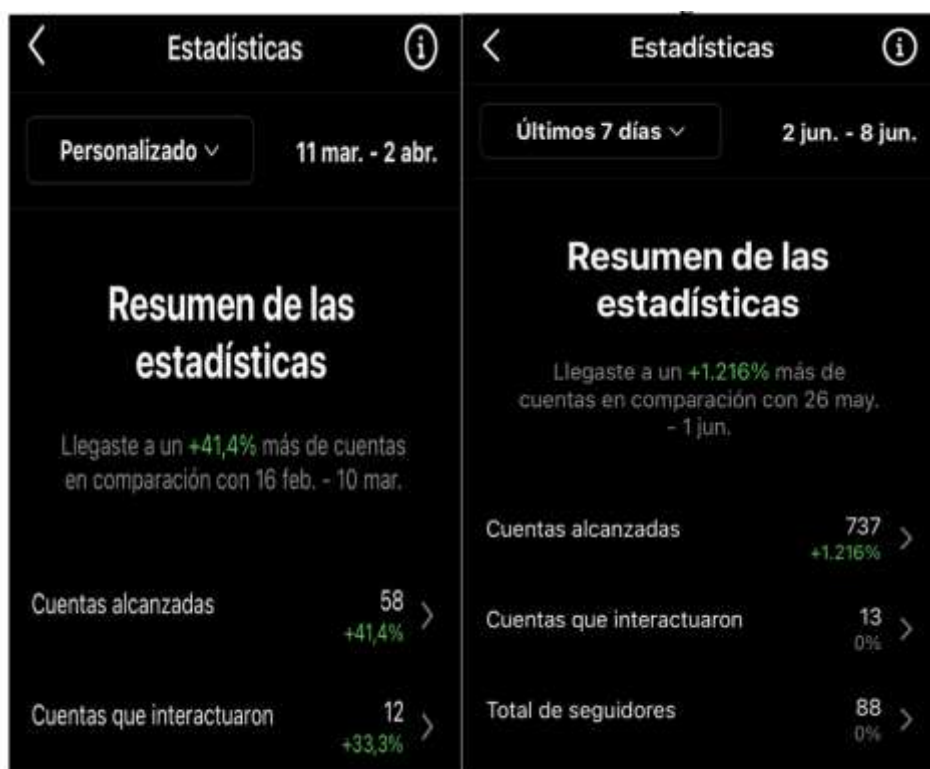 Estadísticas
Personalizado
11 mar. - 2 abr.
Resumen de las
estadísticas
Llegaste a un +41,4% más de cuentas
en comparación con 16 feb. - 10 mar.
Cuentas alcanzadas
58
+41,4%
Cuentas que interactuaron
12
+33,3%
Estadísticas
Últimos 7 días
2 jun. - 8 jun.
Resumen de las
estadísticas
Llegaste a un +1.216% más de
cuentas en comparación con 26 may.
- 1 jun.
Cuentas alcanzadas
737
+1.216%
Cuentas que interactuaron
13
0%
Total de seguidores
88
0%